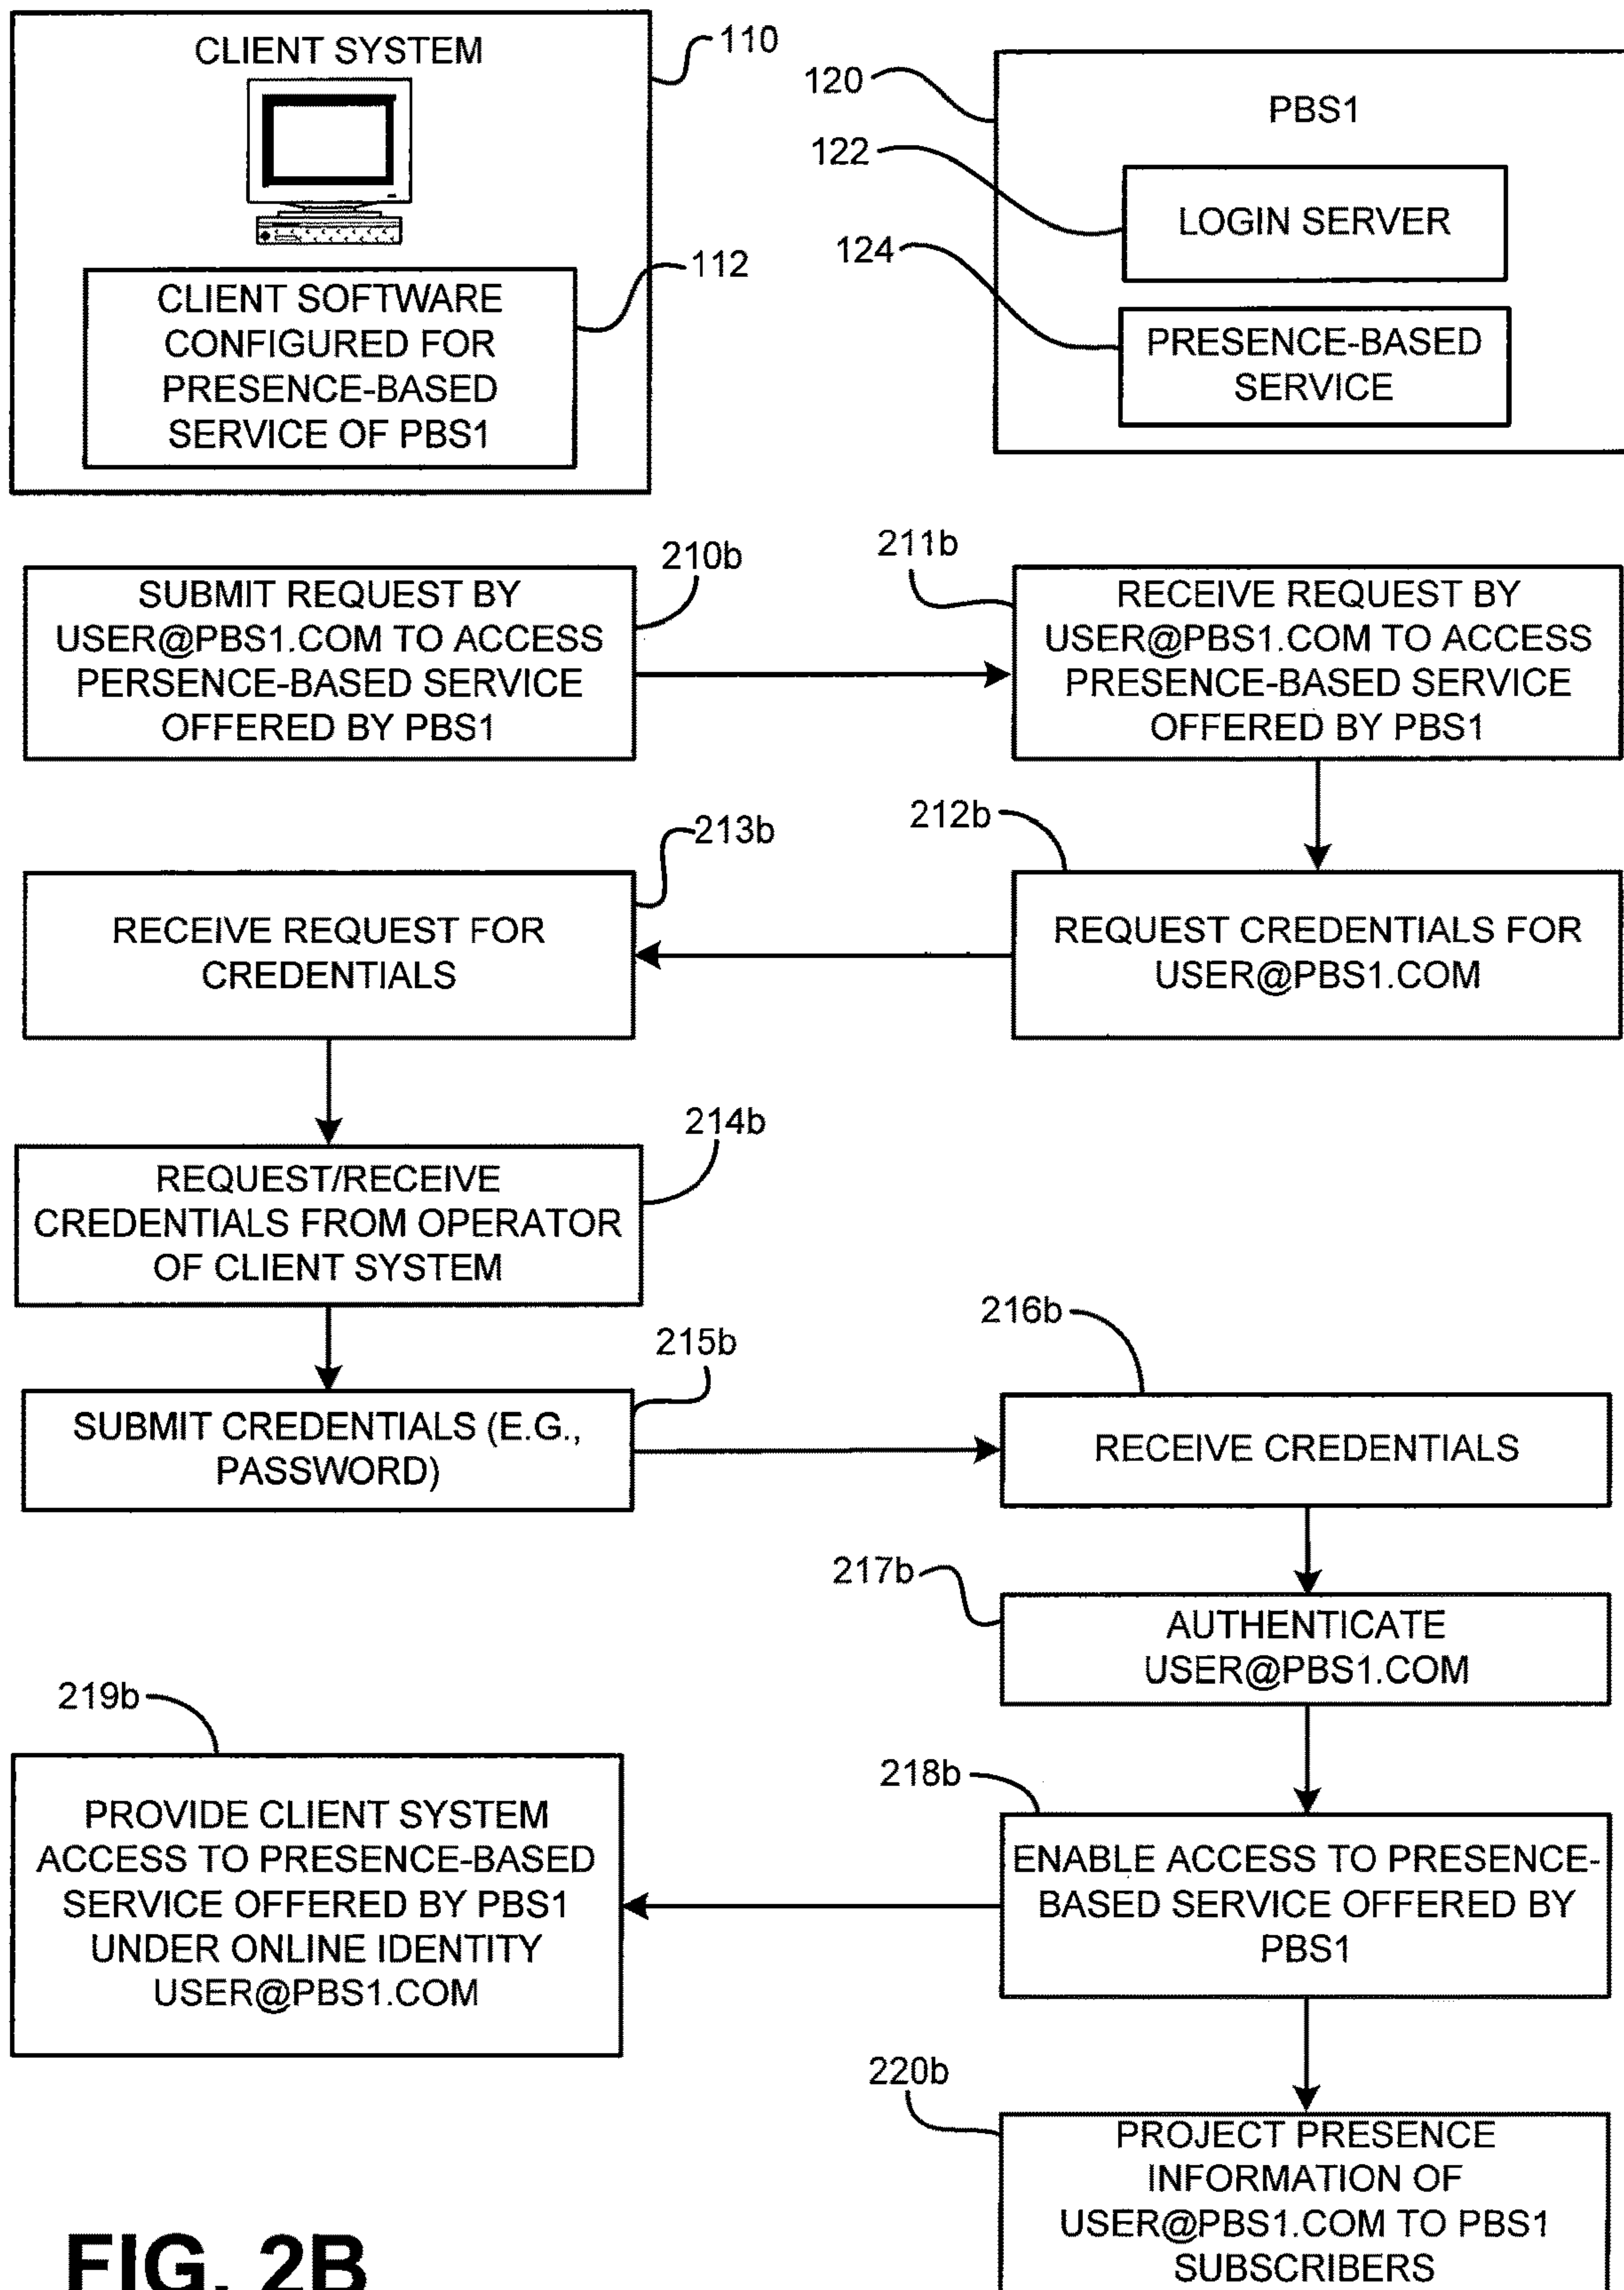 CLIENT SYSTEM
110
CLIENT SOFTWARE
CONFIGURED FOR
PRESENCE-BASED
SERVICE OF PBS1
112
120
PBS1
122
LOGIN SERVER
124
PRESENCE-BASED
SERVICE
210b
SUBMIT REQUEST BY
USER@PBS1.COM TO ACCESS
PERSENCE-BASED SERVICE
OFFERED BY PBS1
211b
RECEIVE REQUEST BY
USER@PBS1.COM TO ACCESS
PRESENCE-BASED SERVICE
OFFERED BY PBS1
212b
REQUEST CREDENTIALS FOR
USER@PBS1.COM
213b
RECEIVE REQUEST FOR
CREDENTIALS
214b
REQUEST/RECEIVE
CREDENTIALS FROM OPERATOR
OF CLIENT SYSTEM
215b
SUBMIT CREDENTIALS (E.G.,
PASSWORD)
216b
RECEIVE CREDENTIALS
217b
AUTHENTICATE
USER@PBS1.COM
218b
ENABLE ACCESS TO PRESENCE-
BASED SERVICE OFFERED BY
PBS1
219b
PROVIDE CLIENT SYSTEM
ACCESS TO PRESENCE-BASED
SERVICE OFFERED BY PBS1
UNDER ONLINE IDENTITY
USER@PBS1.COM
220b
PROJECT PRESENCE
INFORMATION OF
USER@PBS1.COM TO PBS1
SUBSCRIBERS
FIG. 2B